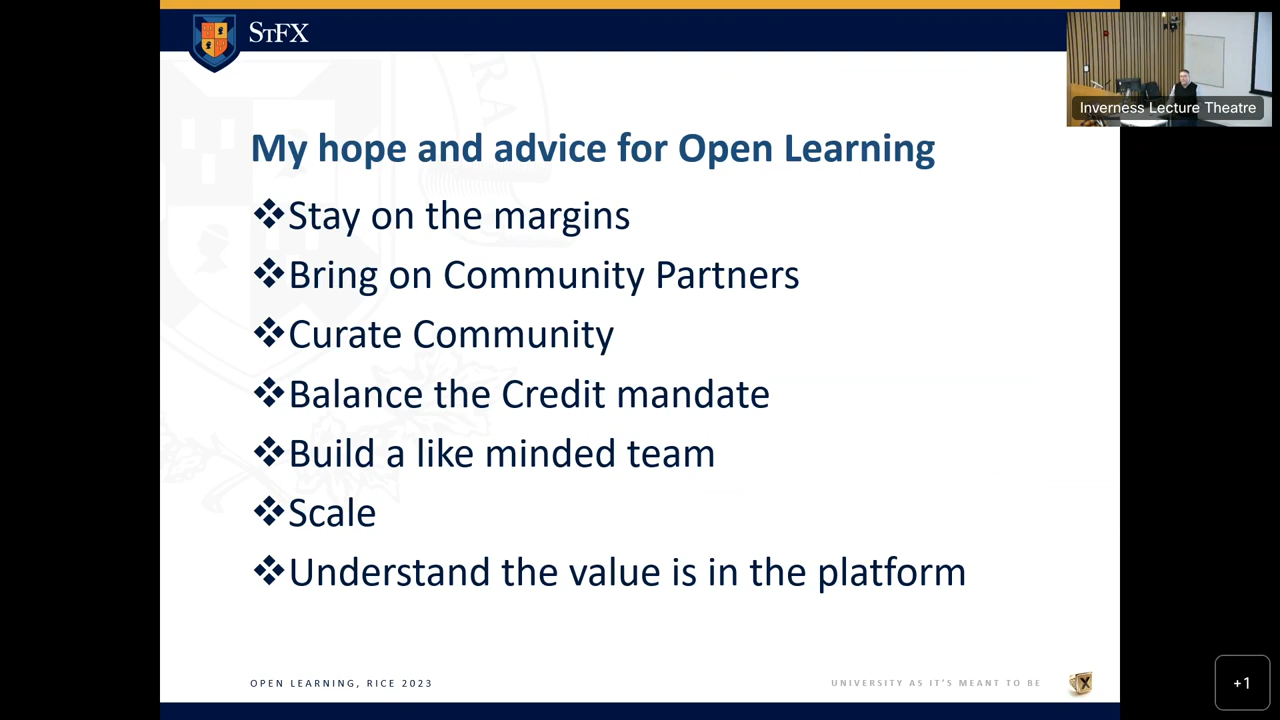 STFX
Inverness Lecture Theatre
My hope and advice for Open Learning
❖Stay on the margins
❖Bring on Community Partners
❖Curate Community
❖Balance the Credit mandate
❖Build a like minded team
❖Scale
❖Understand the value is in the platform
OPEN LEARNING, RICE 2023
UNIVERSITY AS IT'S MEANT TO BE
X
+1